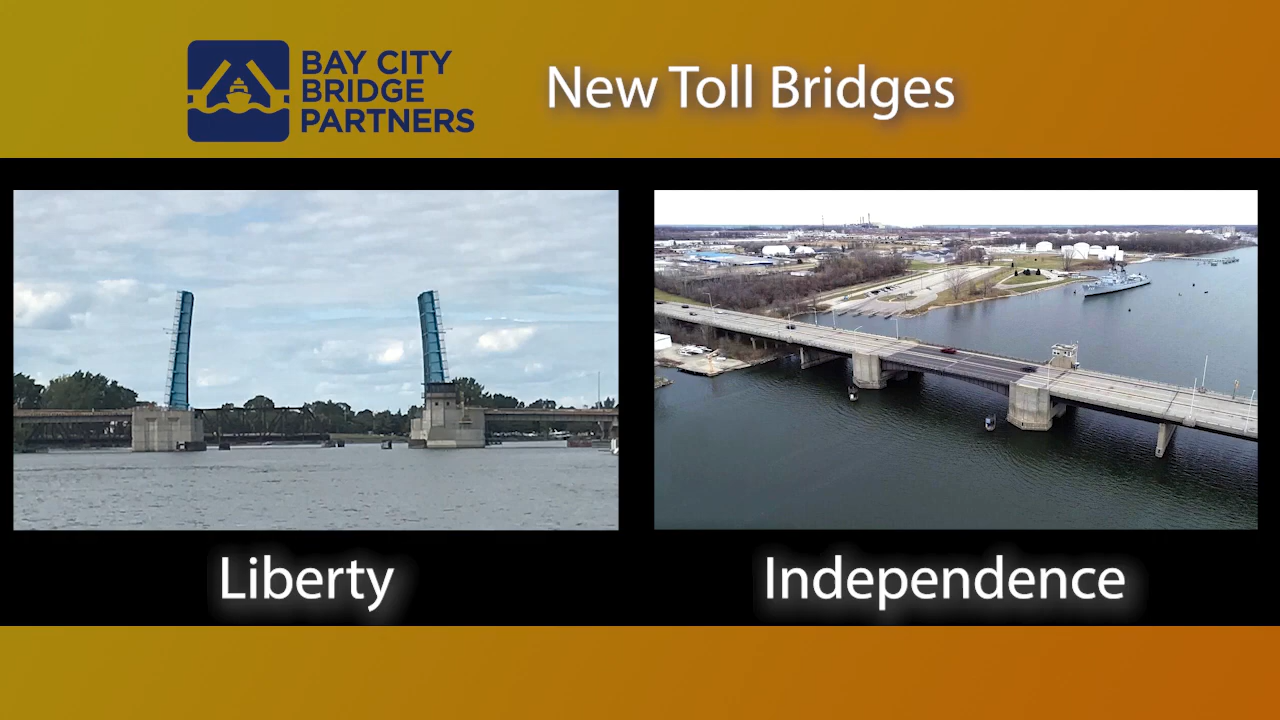 BAY CITY
BRIDGE
PARTNERS
New Toll Bridges
Liberty
Independence